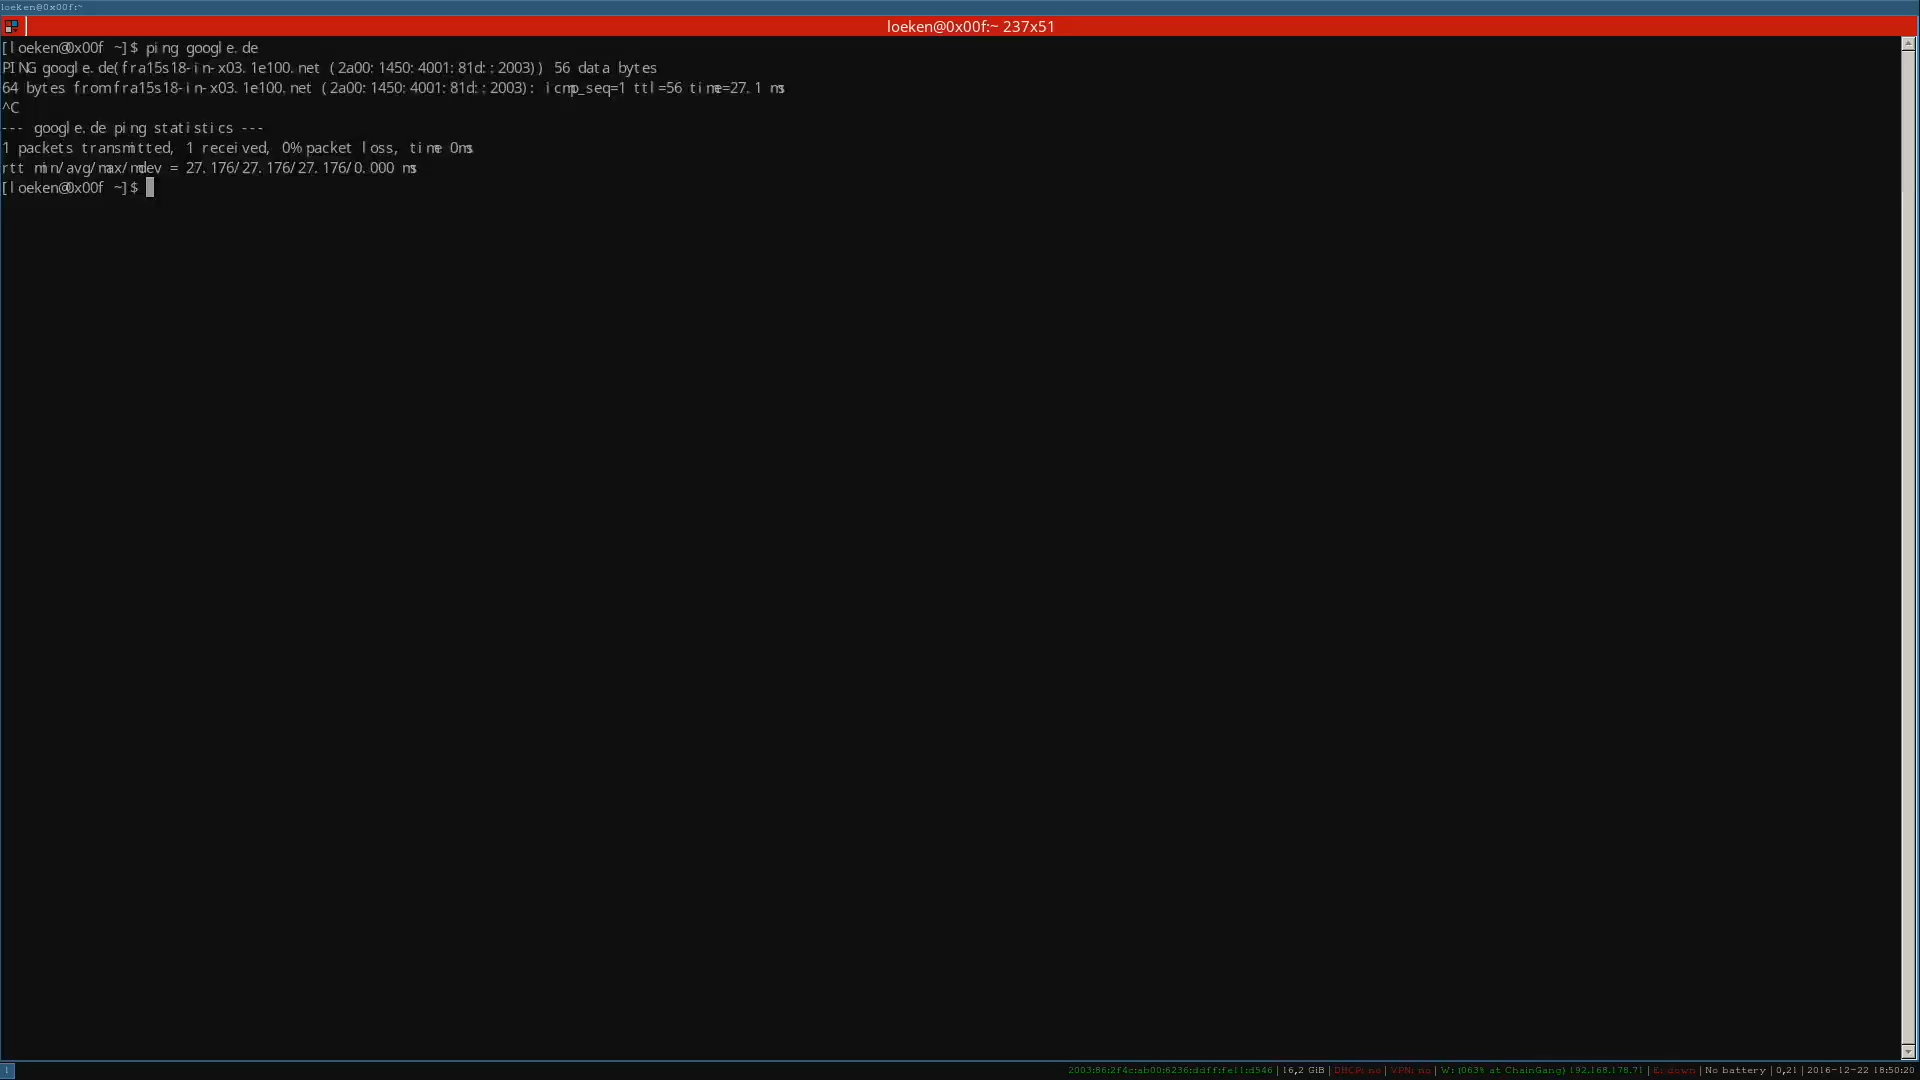 loeken@0x00f:~
loeken@0x00f:~ 237x51
[loeken@0x00f ~]$ ping google.de
PING google.de(fra15s18-in-x03.1e100.net (2a00:1450:4001:81d::2003)) 56 data bytes
64 bytes from fra15s18-in-x03.1e100.net (2a00:1450:4001:81d::2003): icmp_seq=1 ttl=56 time=27.1 ms
^C
--- google.de ping statistics ---
1 packets transmitted, 1 received, 0% packet loss, time 0ms
rtt min/avg/max/mdev = 27.176/27.176/27.176/0.000 ms
[loeken@0x00f ~]$
1 2003:86:2f4c:ab00:6236:ddff:fe11:d546 | 16,2 GiB | DHCP: no | VPN: no | W: (063% at ChainGang) 192.168.178.71 | E: down | No battery | 0,21 | 2016-12-22 18:50:20